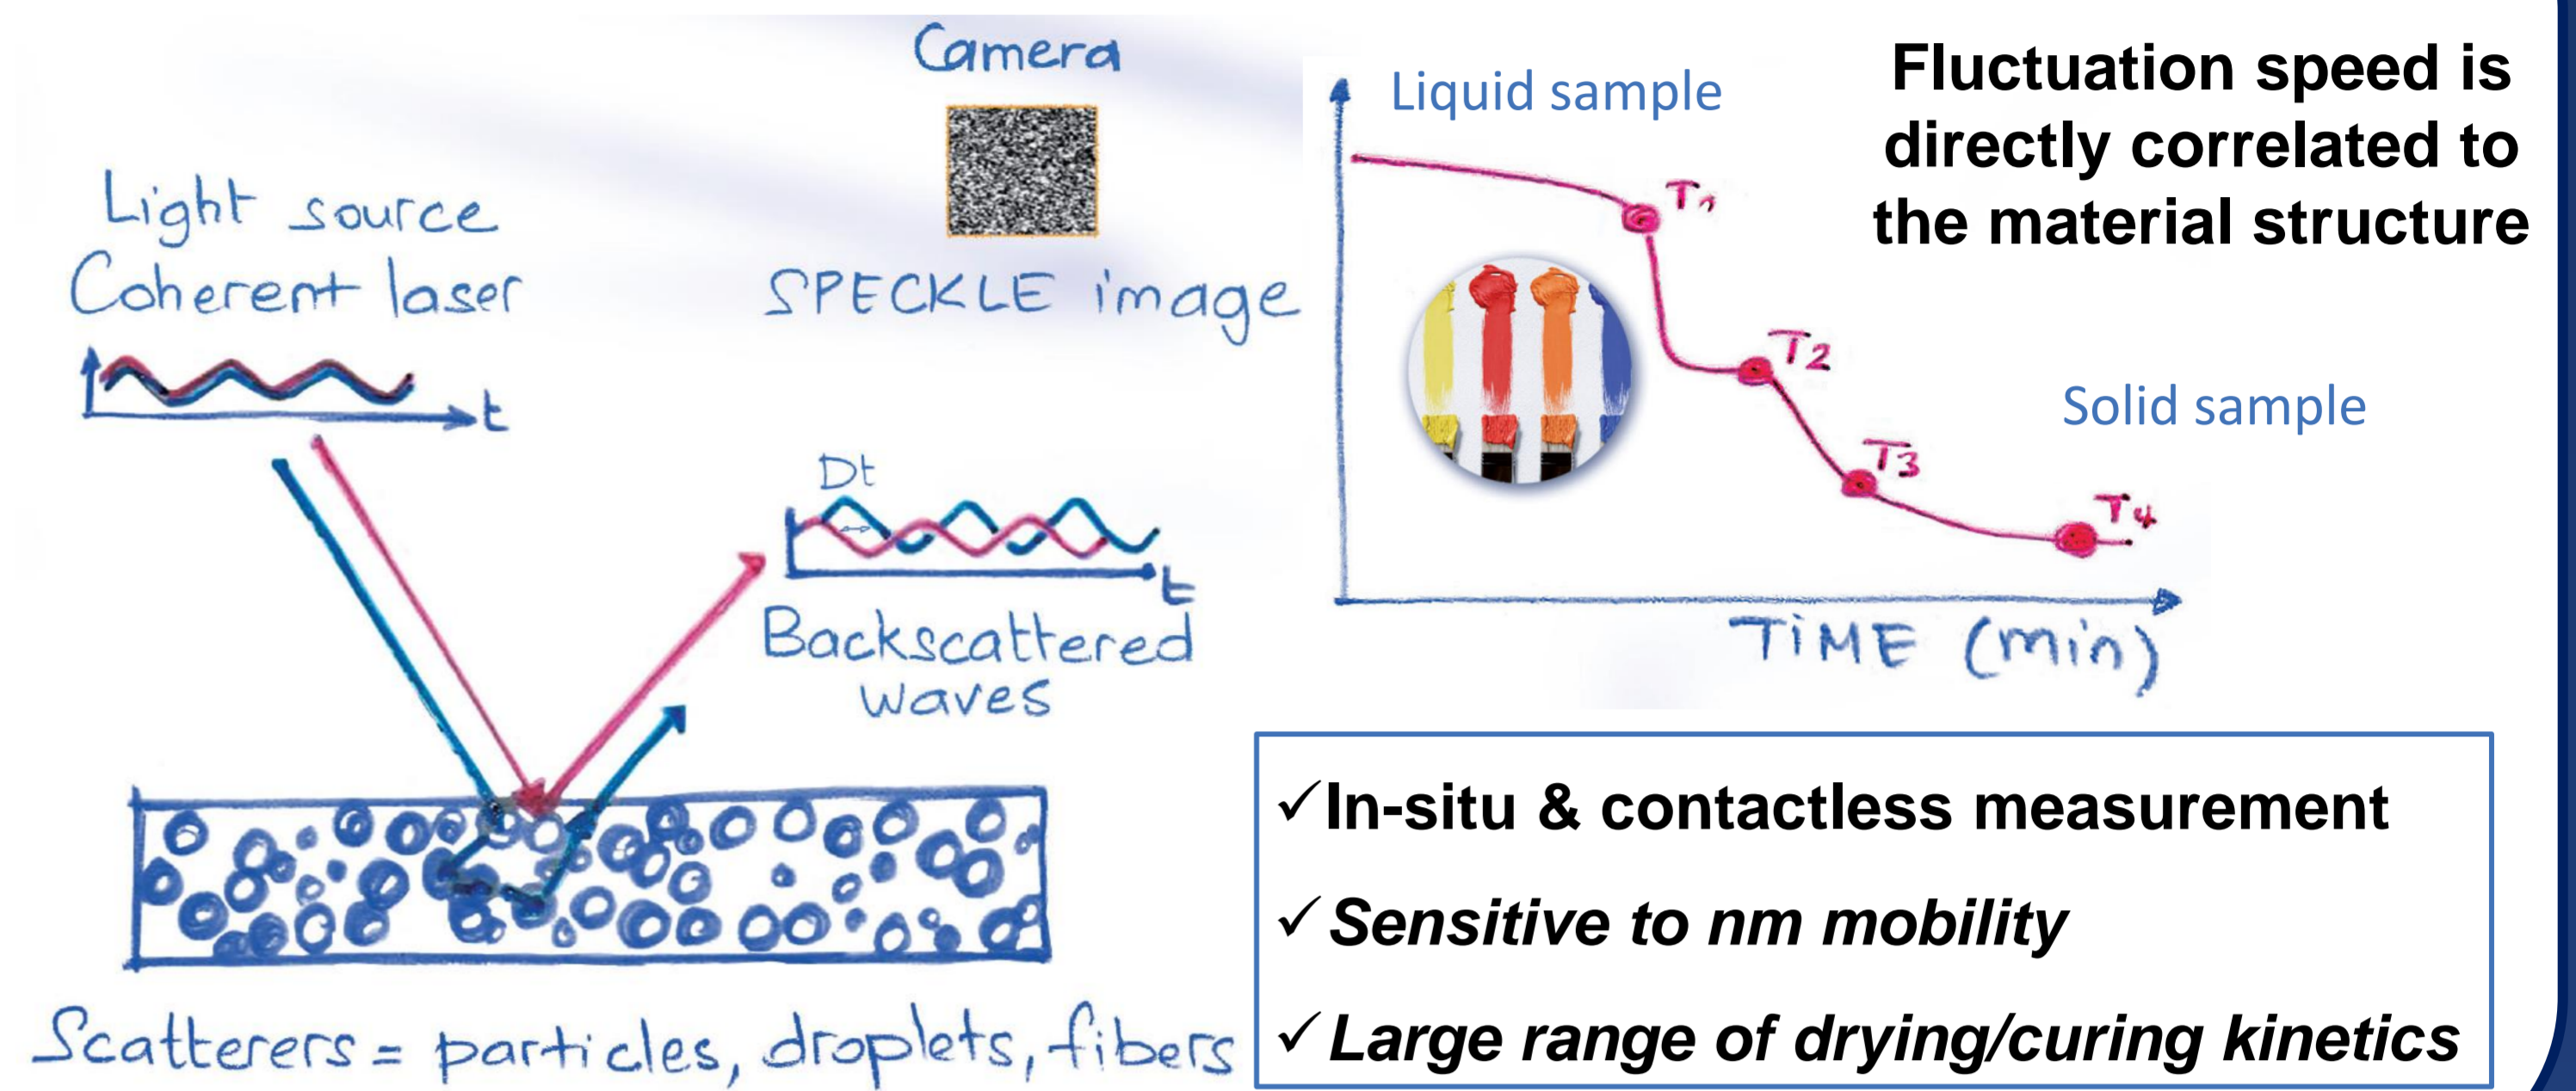 Camera
SPECKLE image
Light source
Coherent laser
t
Dt
t
Backscattered
waves
Scatterers = particles, droplets, fibers
Liquid sample
T1
T2
T3
T4
Solid sample
TIME (min)
Fluctuation speed is
directly correlated to
the material structure
✓In-situ & contactless measurement
✓Sensitive to nm mobility
✓Large range of drying/curing kinetics